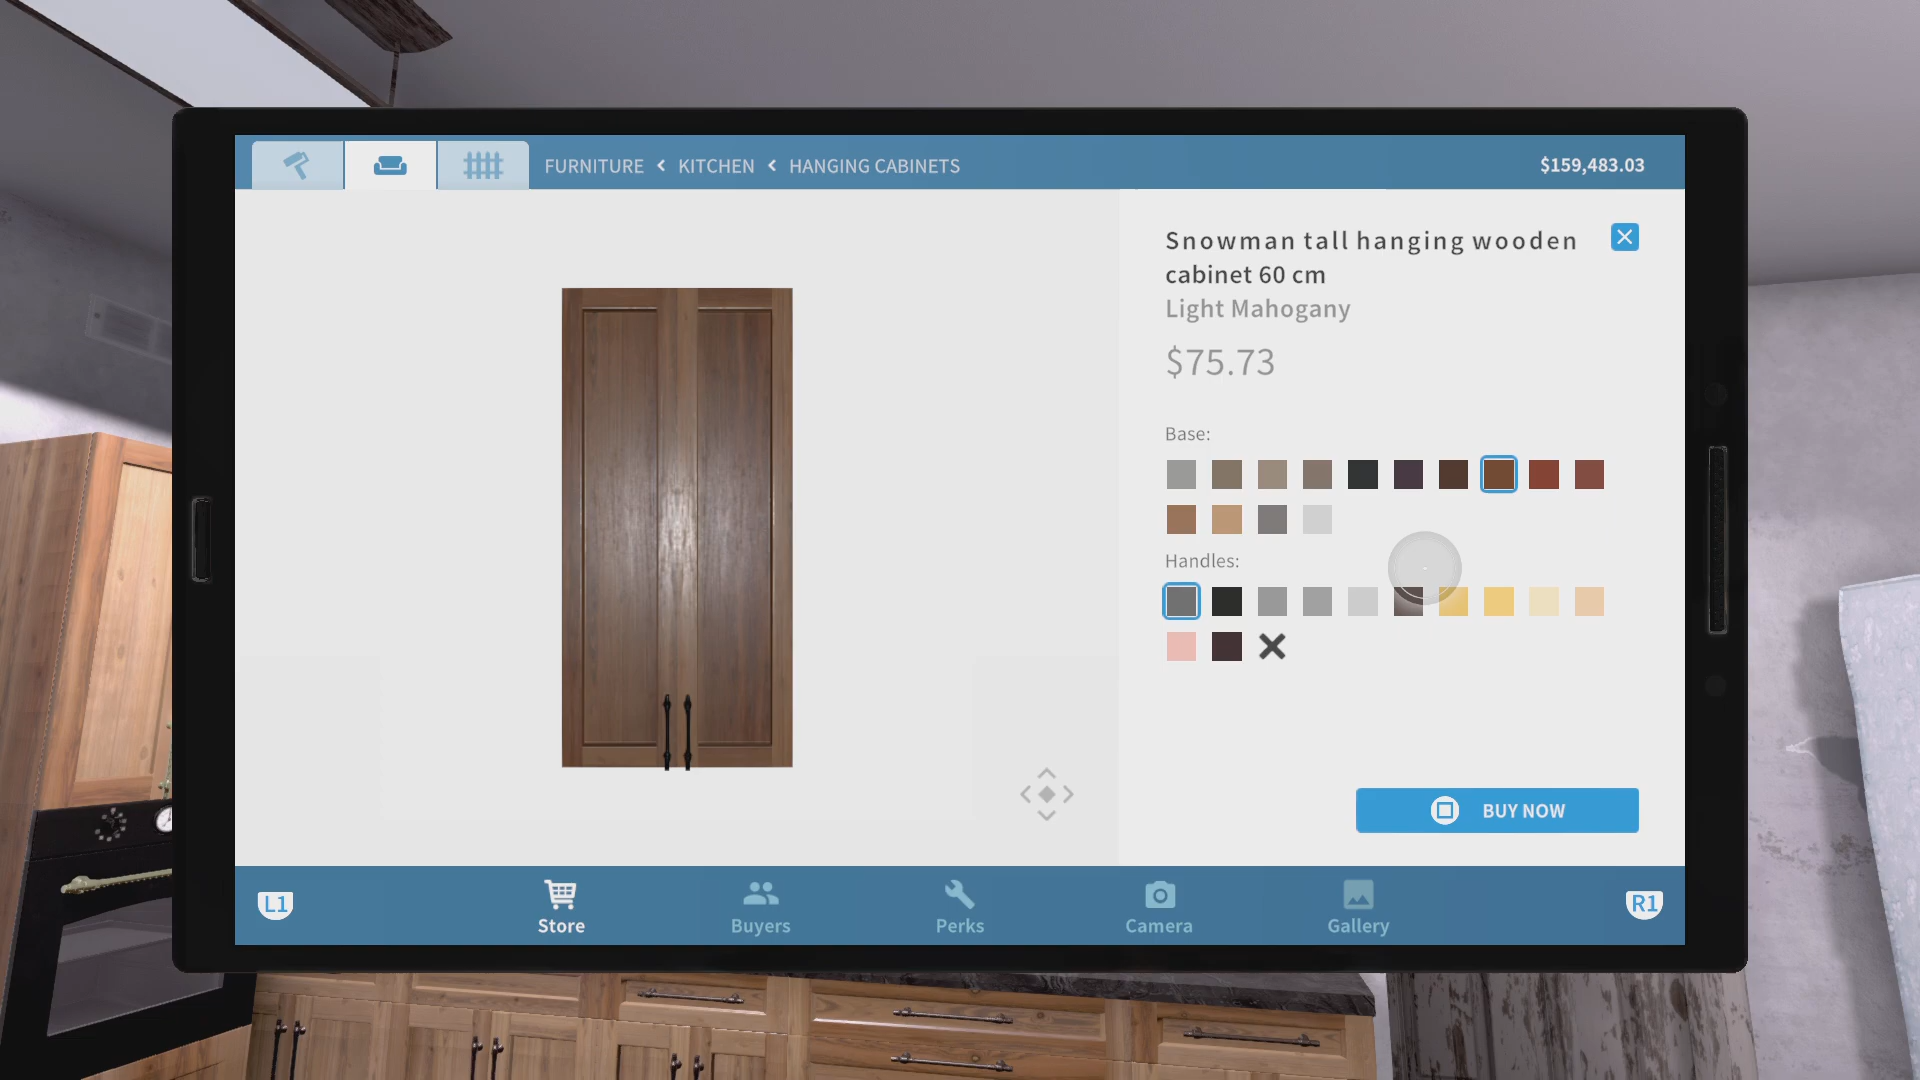 FURNITURE < KITCHEN < HANGING CABINETS
$159,483.03
Snowman tall hanging wooden
cabinet 60 cm
Light Mahogany
$75.73
Base:
Handles:
BUY NOW
L1
Store
Buyers
Perks
Camera
Gallery
R1